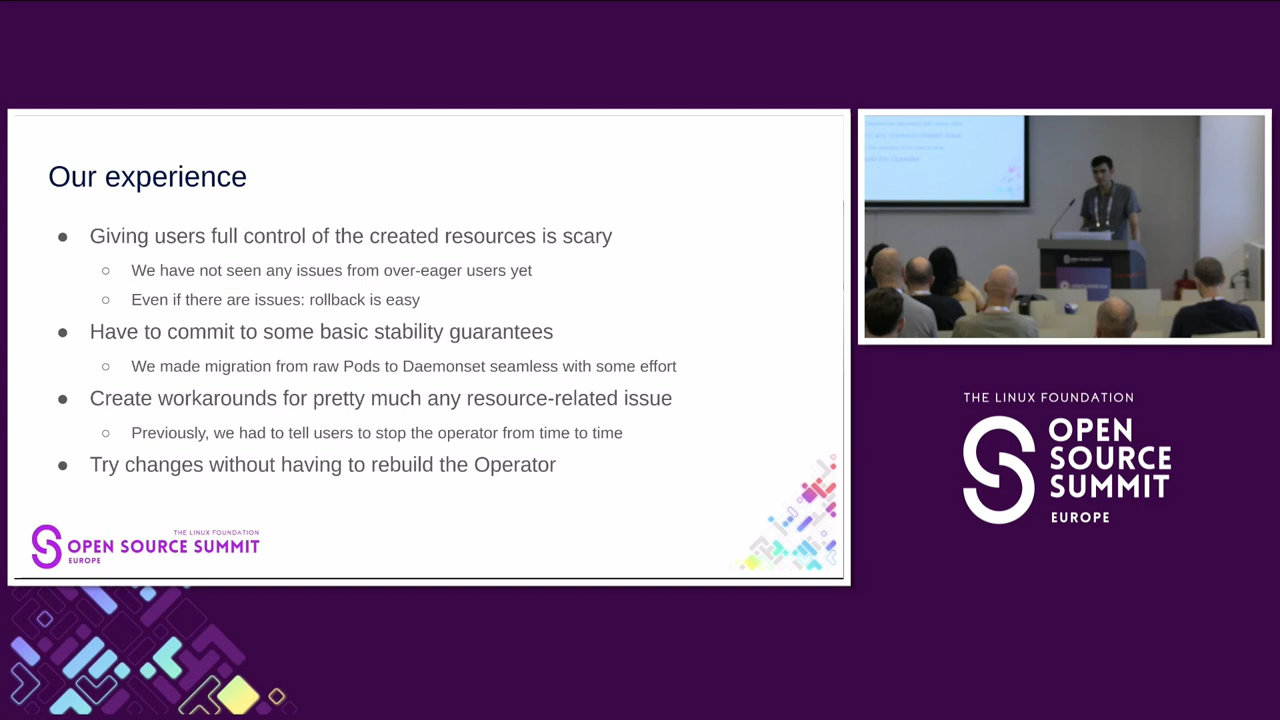 Our experience
● Giving users full control of the created resources is scary
○ We have not seen any issues from over-eager users yet
○ Even if there are issues: rollback is easy
● Have to commit to some basic stability guarantees
○ We made migration from raw Pods to Daemonset seamless with some effort
● Create workarounds for pretty much any resource-related issue
○ Previously, we had to tell users to stop the operator from time to time
● Try changes without having to rebuild the Operator
THE LINUX FOUNDATION
OPEN SOURCE SUMMIT
EUROPE
THE LINUX FOUNDATION
OPEN
SOURCE
SUMMIT
EUROPE